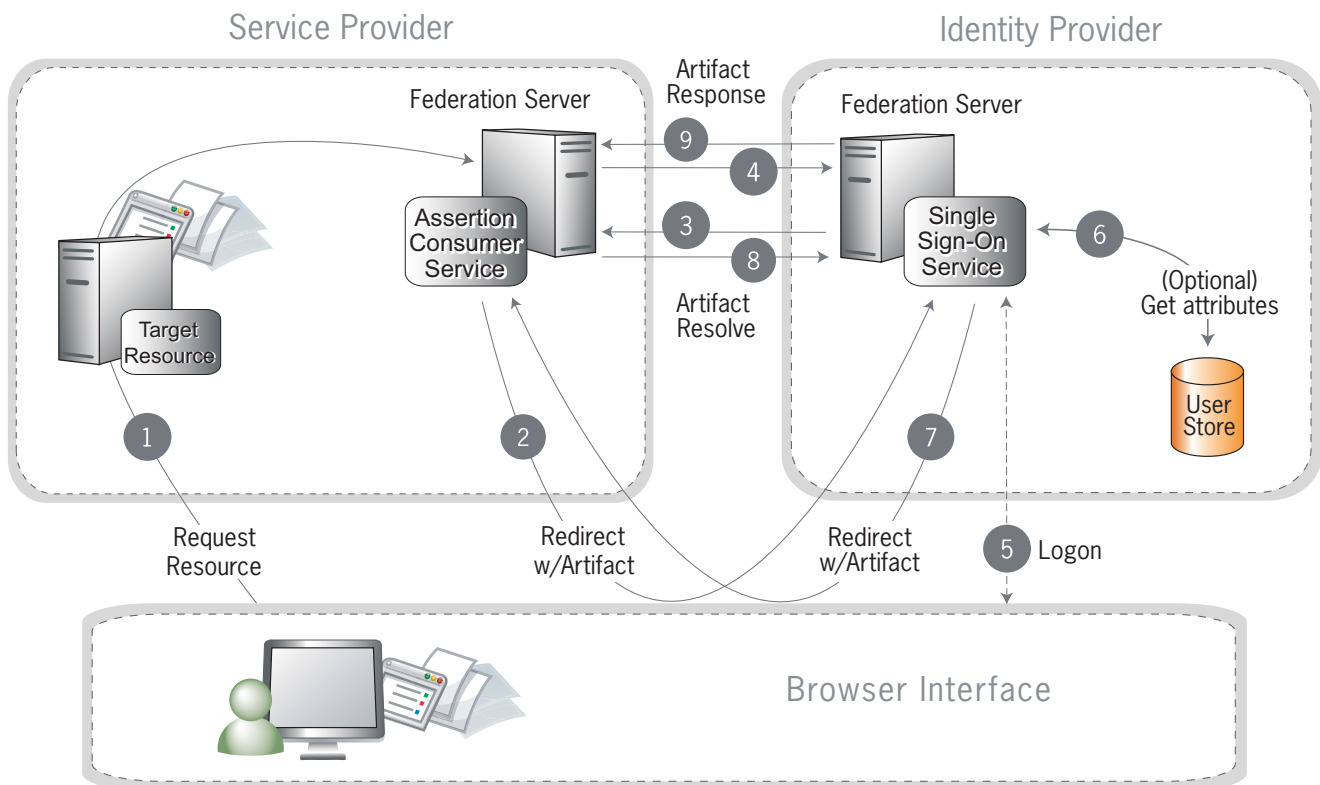 Service Provider
Identity Provider
Artifact
Response
Federation Server
Federation Server
9
4
3
8
Artifact
Resolve
Assertion
Consumer
Service
Single
Sign-On
Service
6
(Optional)
Get attributes
Target
Resource
User
Store
1
2
7
Request
Resource
Redirect
w/Artifact
Redirect
w/Artifact
5
Logon
Browser Interface